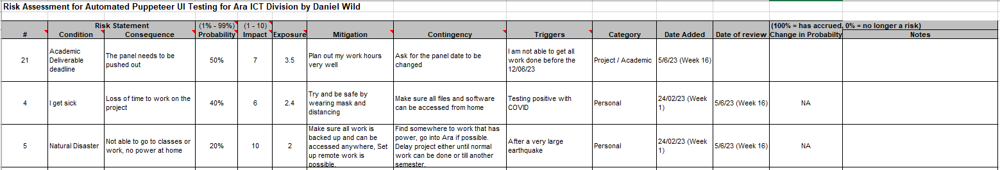 Risk Assessment for Automated Puppeteer UI Testing for Ara ICT Division by Daniel Wild
Risk Statement (1% - 99%) (1 - 10) (100% = has accrued, 0% = no longer a risk)
# Condition Consequence Probability Impact Exposure Mitigation Contingency Triggers Category Date Added Date of review Change in Probabilty Notes
21
Academic
Deliverable
deadline
The panel needs to be
pushed out
50%
7
3.5
Plan out my work hours
very well
Ask for the panel date to be
changed
I am not able to get all
work done before the
12/06/23
Project / Academic
5/6/23 (Week 16)
4
I get sick
Loss of time to work on the
project
40%
6
2.4
Try and be safe by
wearing mask and
distancing
Make sure all files and software
can be accessed from home
Testing positive with
COVID
Personal
24/02/23 (Week
1)
5/6/23 (Week 16)
NA
5
Natural Disaster
Not able to go to classes or
work, no power at home
20%
10
2
Make sure all work is
backed up and can be
accessed anywhere, Set
up remote work is
possible.
Find somewhere to work that has
power, go into Ara if possible.
Delay project either until normal
work can be done or till another
semester.
After a very large
earthquake
Personal
24/02/23 (Week
1)
5/6/23 (Week 16)
NA